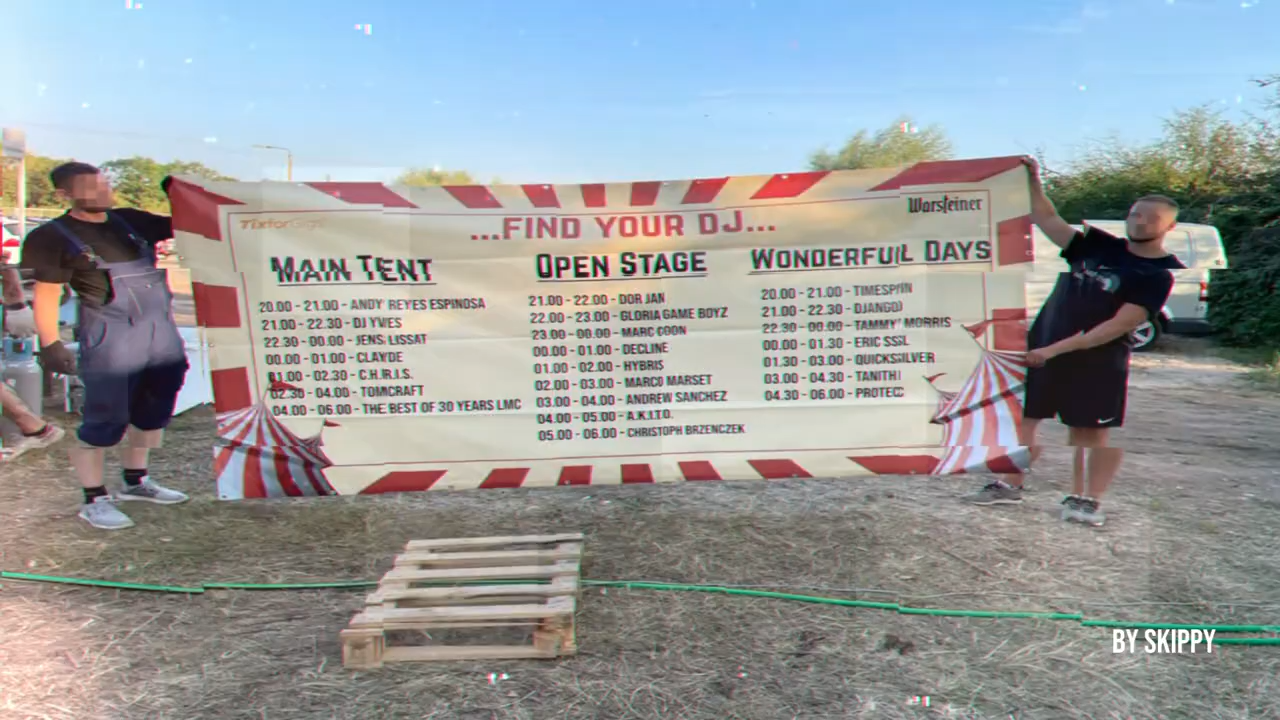 Tixforgigs
Warsteiner
...FIND YOUR DJ...
MAIN TENT
20.00 - 21.00 - ANDY REYES ESPINOSA
21.00 - 22.30 - DJ YVES
22.30 - 00.00 - JENS LISSAT
00.00 - 01.00 - CLAYDE
01.00 - 02.30 - C.H.R.I.S.
02.30 - 04.00 - TOMCRAFT
04.00 - 06.00 - THE BEST OF 30 YEARS LMC
OPEN STAGE
21.00 - 22.00 - DOR JAN
22.00 - 23.00 - GLORIA GAME BOYZ
23.00 - 00.00 - MARC COON
00.00 - 01.00 - DECLINE
01.00 - 02.00 - HYBRIS
02.00 - 03.00 - MARCO MARSET
03.00 - 04.00 - ANDREW SANCHEZ
04.00 - 05.00 - A.K.I.T.O.
05.00 - 06.00 - CHRISTOPH BRZENCZEK
WONDERFUL DAYS
20.00 - 21.00 - TIMESPIN
21.00 - 22.30 - DJANGO
22.30 - 00.00 - TAMMY MORRIS
00.00 - 01.30 - ERIC SSL
01.30 - 03.00 - QUICKSILVER
03.00 - 04.30 - TANITH
04.30 - 06.00 - PROTEC
BY SKIPPY